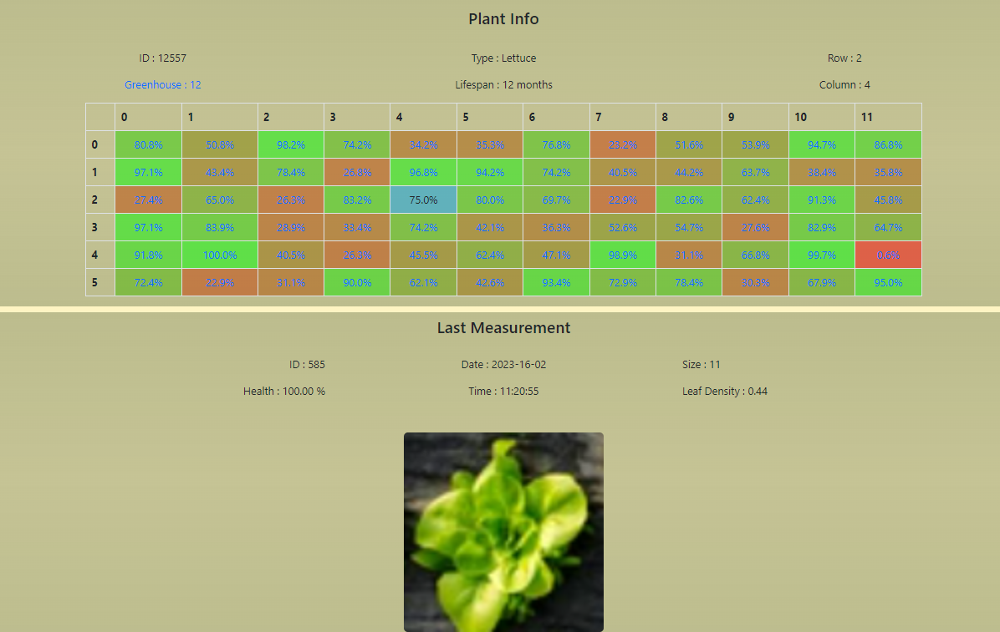 Plant Info
ID : 12557 Type : Lettuce Row : 2
Greenhouse : 12 Lifespan : 12 months Column : 4
0 1 2 3 4 5 6 7 8 9 10 11
0 80.8% 50.8% 98.2% 74.2% 34.2% 35.3% 76.8% 23.2% 51.6% 53.9% 94.7% 86.8%
1 97.1% 43.4% 78.4% 26.8% 96.8% 94.2% 74.2% 40.5% 44.2% 63.7% 38.4% 35.8%
2 27.4% 65.0% 26.3% 83.2% 75.0% 80.0% 69.7% 22.9% 82.6% 62.4% 91.3% 45.8%
3 97.1% 83.9% 28.9% 33.4% 74.2% 42.1% 36.3% 52.6% 54.7% 27.6% 82.9% 64.7%
4 91.8% 100.0% 40.5% 26.3% 45.5% 62.4% 47.1% 98.9% 31.1% 66.8% 99.7% 0.6%
5 72.4% 22.9% 31.1% 90.0% 62.1% 42.6% 93.4% 72.9% 78.4% 30.3% 67.9% 95.0%
Last Measurement
ID : 585 Date : 2023-16-02 Size : 11
Health : 100.00 % Time : 11:20:55 Leaf Density : 0.44